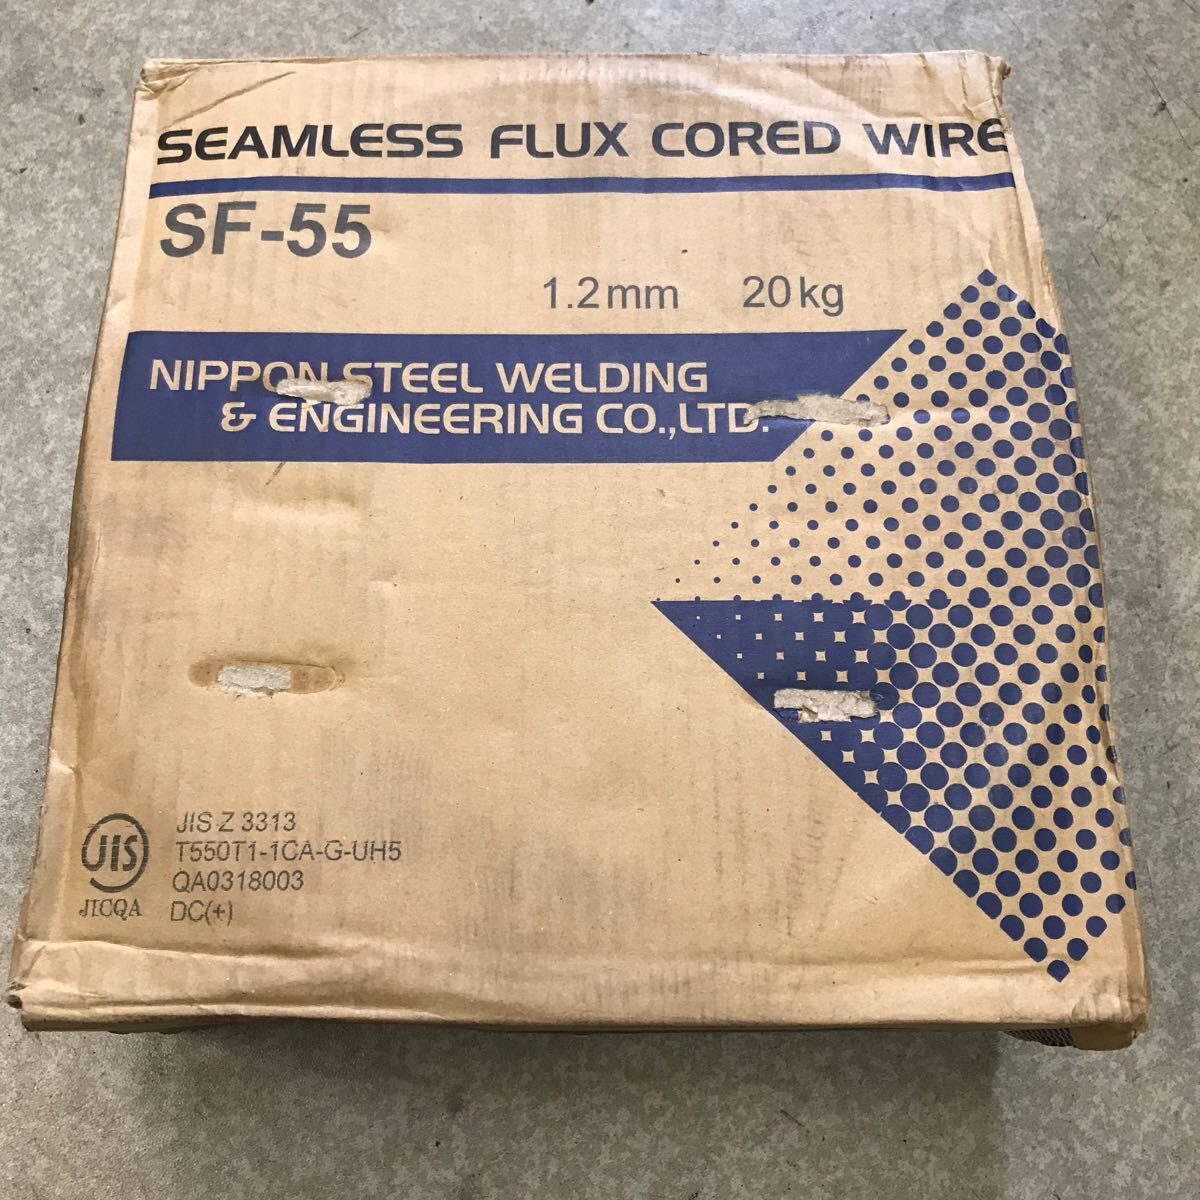 SEAMLESS FLUX CORED WIRE
SF-55
1.2mm 20kg
NIPPON STEEL WELDING
& ENGINEERING CO.,LTD.
JIS Z 3313
T550T1-1CA-G-UH5
QA0318003
DC(+)
JIS
JICQA